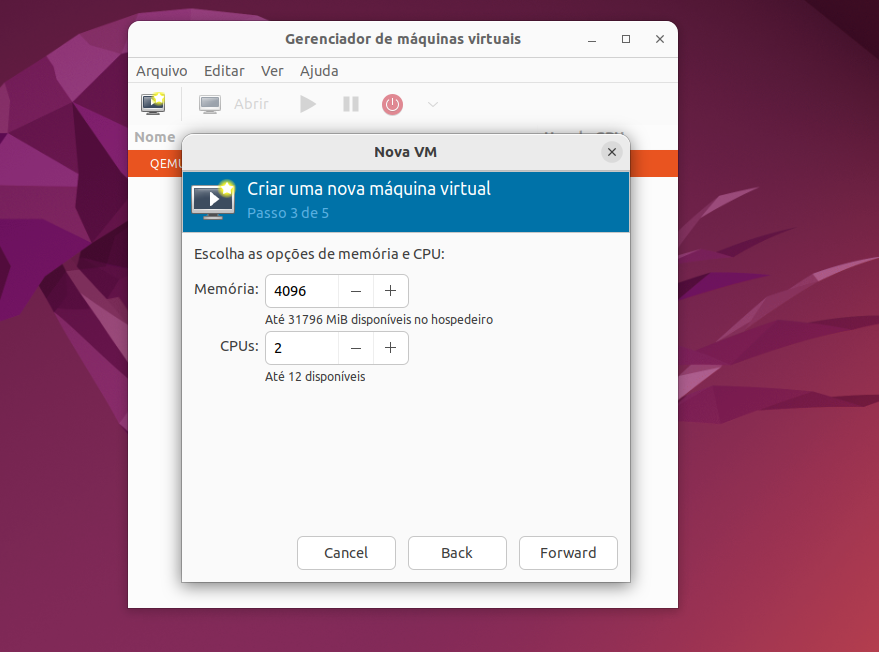 Gerenciador de máquinas virtuais
Arquivo Editar Ver Ajuda
Abrir
Nome
QEMU
Nova VM
Criar uma nova máquina virtual
Passo 3 de 5
Escolha as opções de memória e CPU:
Memória: 4096
Até 31796 MiB disponíveis no hospedeiro
CPUs: 2
Até 12 disponíveis
Cancel Back Forward